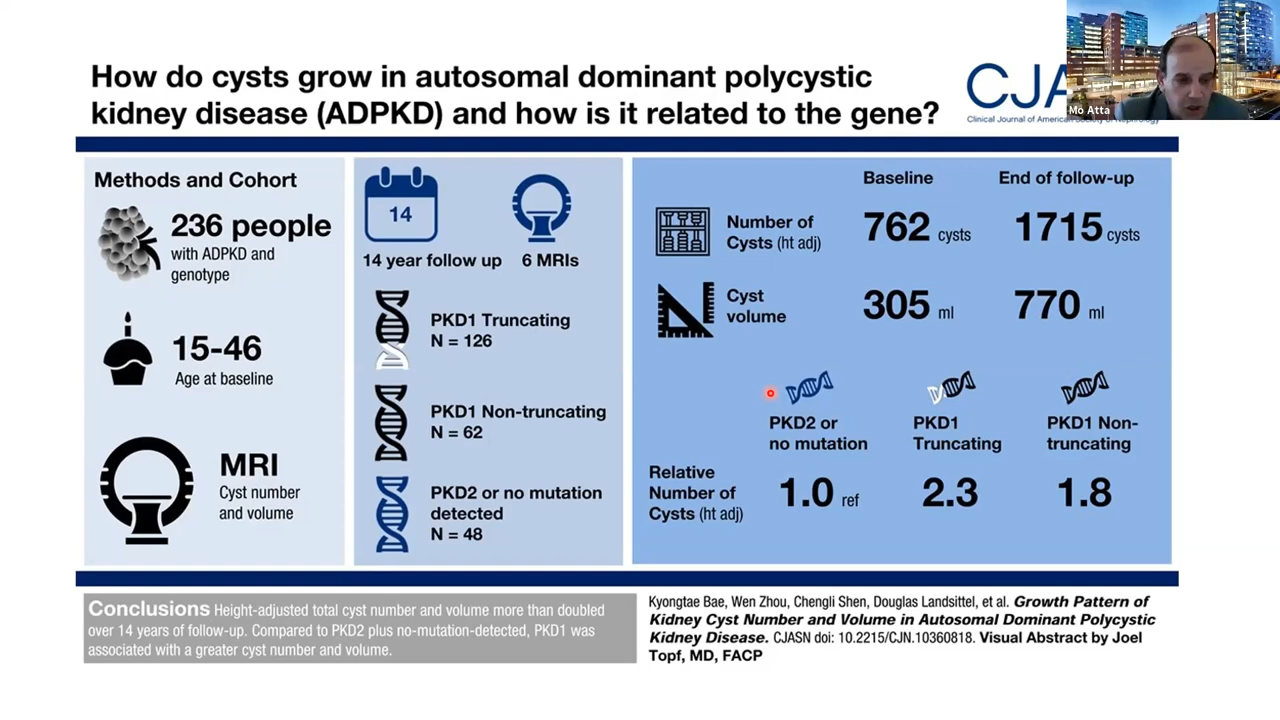 How do cysts grow in autosomal dominant polycystic
kidney disease (ADPKD) and how is it related to the gene?
CJA
Clinical Journal of American Society of Nephrology
Mo Atta
Methods and Cohort
236 people
with ADPKD and
genotype
15-46
Age at baseline
MRI
Cyst number
and volume
14
14 year follow up
6 MRIs
PKD1 Truncating
N = 126
PKD1 Non-truncating
N = 62
PKD2 or no mutation
detected
N = 48
Baseline
End of follow-up
Number of
Cysts (ht adj)
762 cysts
1715 cysts
Cyst
volume
305 ml
770 ml
PKD2 or
no mutation
PKD1
Truncating
PKD1 Non-
truncating
Relative
Number of
Cysts (ht adj)
1.0 ref
2.3
1.8
Conclusions Height-adjusted total cyst number and volume more than doubled
over 14 years of follow-up. Compared to PKD2 plus no-mutation-detected, PKD1 was
associated with a greater cyst number and volume.
Kyongtae Bae, Wen Zhou, Chengli Shen, Douglas Landsittel, et al. Growth Pattern of
Kidney Cyst Number and Volume in Autosomal Dominant Polycystic
Kidney Disease. CJASN doi: 10.2215/CJN.10360818. Visual Abstract by Joel
Topf, MD, FACP